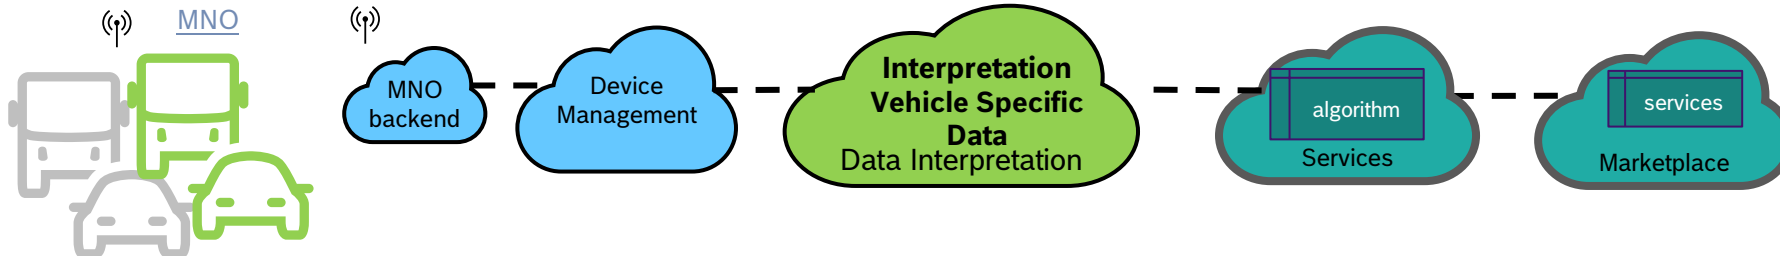 MNO
MNO
backend
Device
Management
Interpretation
Vehicle Specific
Data
Data Interpretation
algorithm
Services
services
Marketplace